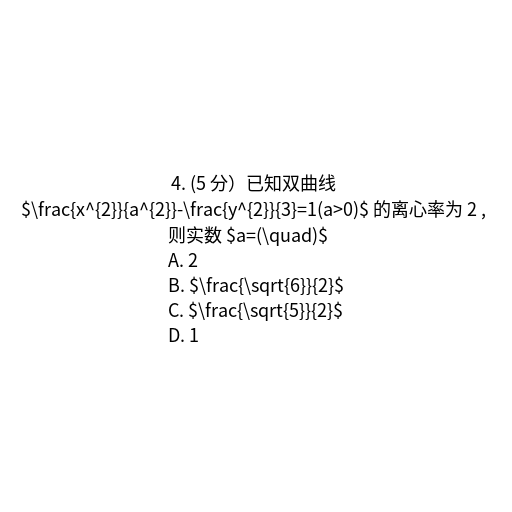 4. (5 分）已知双曲线
$\frac{x^{2}}{a^{2}}-\frac{y^{2}}{3}=1(a>0)$ 的离心率为 2 ,
则实数 $a=(\quad)$
A. 2
B. $\frac{\sqrt{6}}{2}$
C. $\frac{\sqrt{5}}{2}$
D. 1